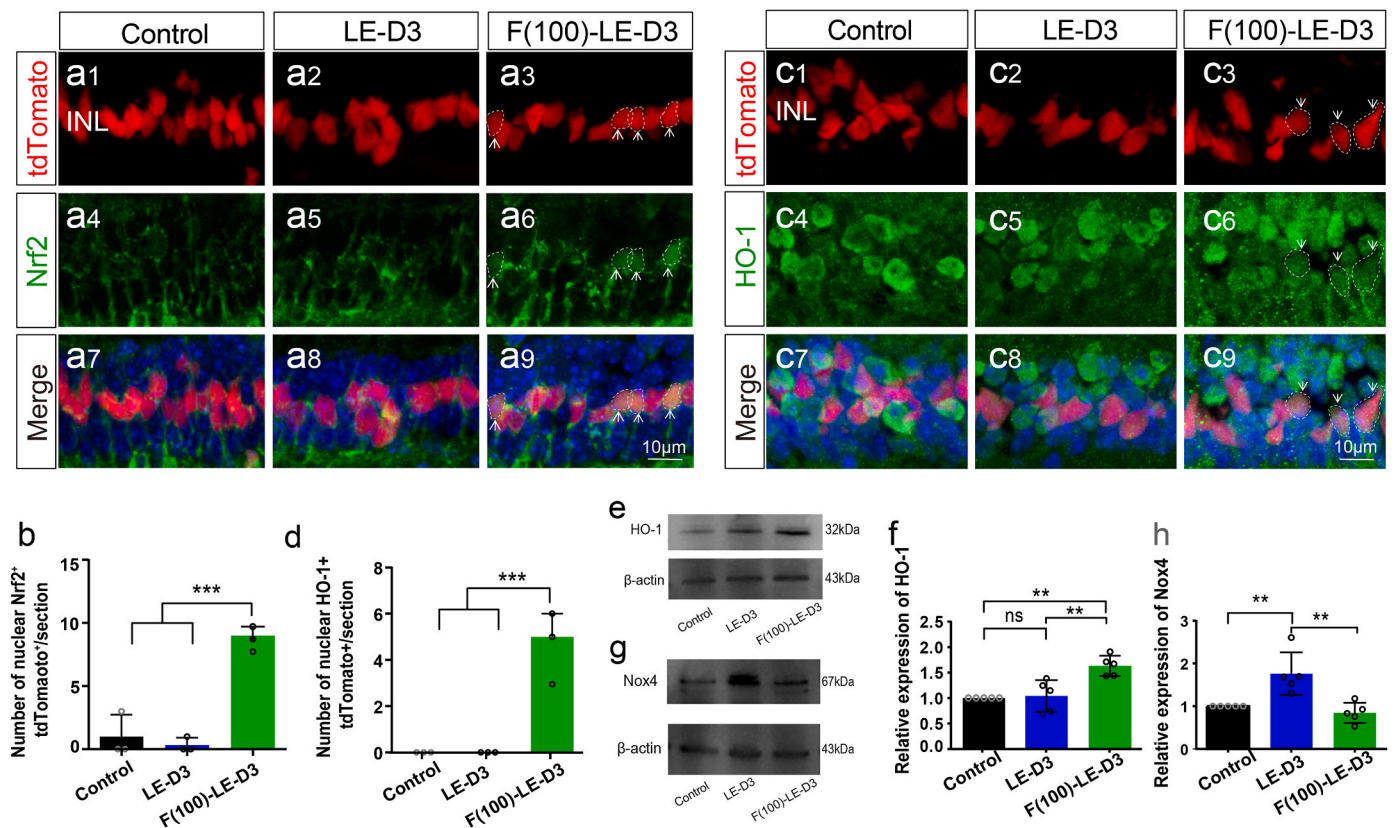 Control LE-D3 F(100)-LE-D3
tdTomato
a1 a2 a3
INL
Nrf2
a4 a5 a6
Merge
a7 a8 a9
10μm
Control LE-D3 F(100)-LE-D3
tdTomato
c1 c2 c3
INL
HO-1
c4 c5 c6
Merge
c7 c8 c9
10μm
b
Number of nuclear Nrf2+
tdTomaoto+/section
15
10
5
0
***
Control LE-D3 F(100)-LE-D3
d
Number of nuclear HO-1+
tdTomato+/section
8
6
4
2
0
***
Control LE-D3 F(100)-LE-D3
e
HO-1 32kDa
β-actin 43kDa
Control LE-D3 F(100)-LE-D3
g
Nox4 67kDa
β-actin 43kDa
Control LE-D3 F(100)-LE-D3
f
Relative expression of HO-1
2.5
2.0
1.5
1.0
0.5
0.0
**
ns **
Control LE-D3 F(100)-LE-D3
h
Relative expression of Nox4
3
2
1
0
** **
Control LE-D3 F(100)-LE-D3